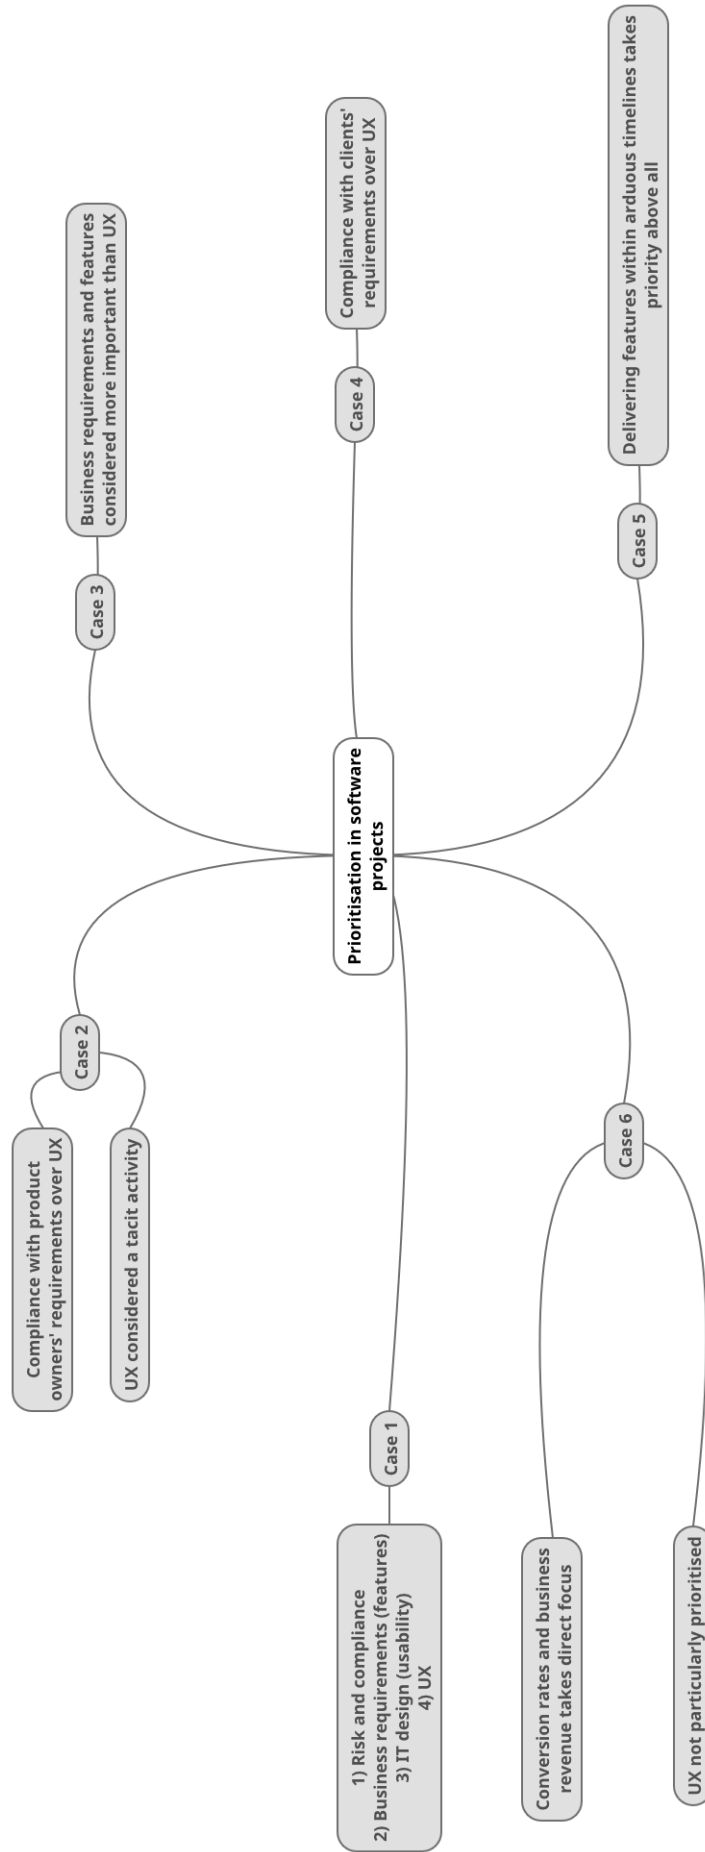 Prioritisation in software
projects
Case 1
1) Risk and compliance
2) Business requirements (features)
3) IT design (usability)
4) UX
Case 2
Compliance with product
owners' requirements over UX
UX considered a tacit activity
Case 3
Business requirements and features
considered more important than UX
Case 4
Compliance with clients'
requirements over UX
Case 5
Delivering features within arduous timelines takes
priority above all
Case 6
Conversion rates and business
revenue takes direct focus
UX not particularly prioritised